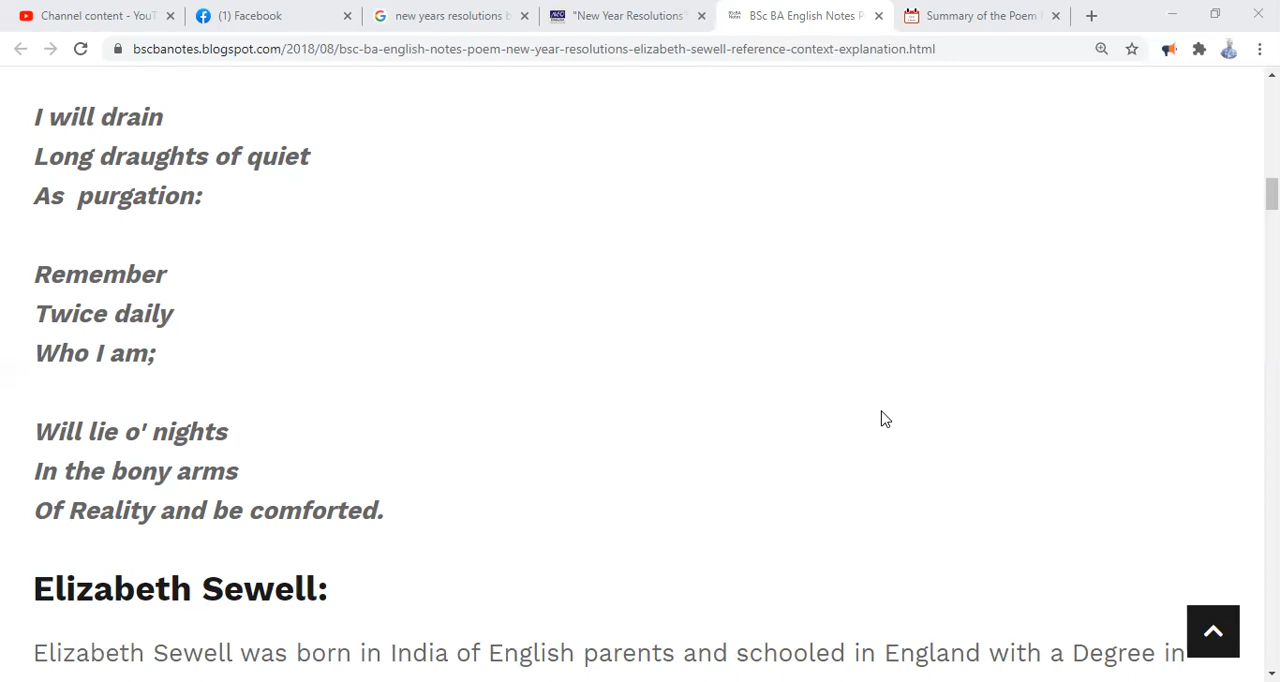 Channel content - YouT
(1) Facebook
new years resolutions b
"New Year Resolutions"
BSc BA English Notes P
Summary of the Poem
bscbanotes.blogspot.com/2018/08/bsc-ba-english-notes-poem-new-year-resolutions-elizabeth-sewell-reference-context-explanation.html
I will drain
Long draughts of quiet
As purgation:
Remember
Twice daily
Who I am;
Will lie o' nights
In the bony arms
Of Reality and be comforted.
Elizabeth Sewell:
Elizabeth Sewell was born in India of English parents and schooled in England with a Degree in